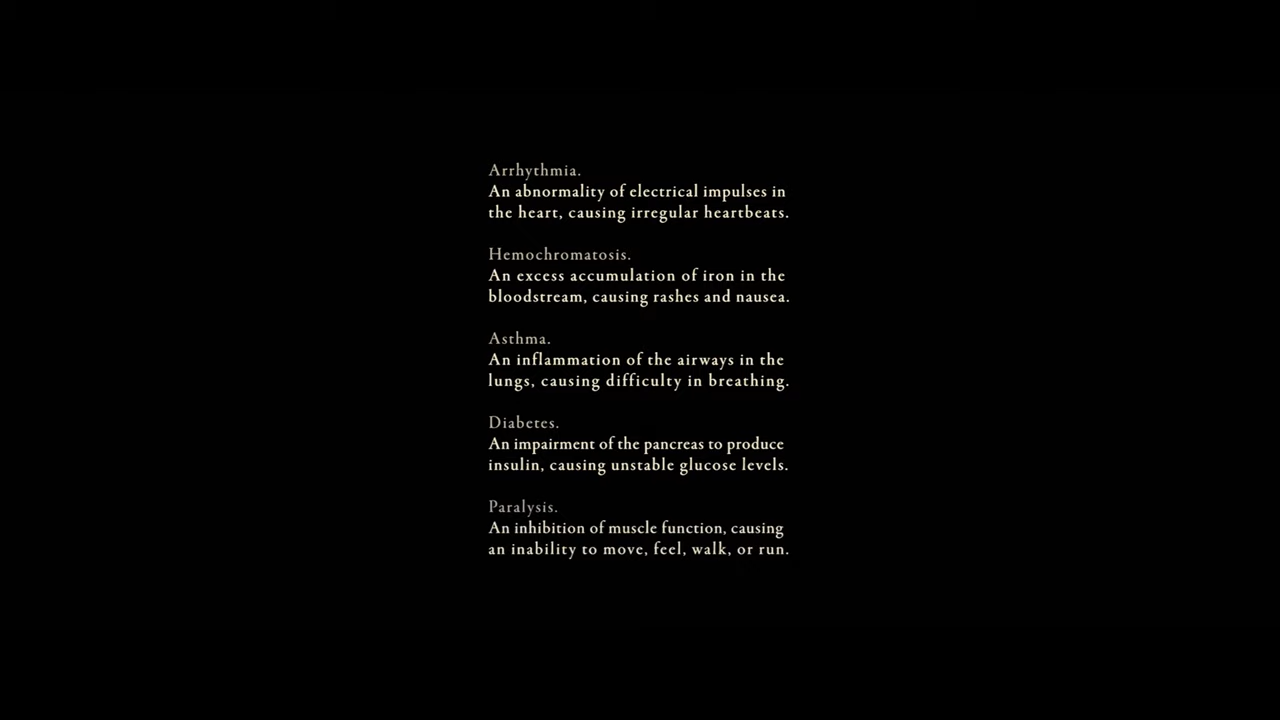 Arrhythmia.
An abnormality of electrical impulses in
the heart, causing irregular heartbeats.
Hemochromatosis.
An excess accumulation of iron in the
bloodstream, causing rashes and nausea.
Asthma.
An inflammation of the airways in the
lungs, causing difficulty in breathing.
Diabetes.
An impairment of the pancreas to produce
insulin, causing unstable glucose levels.
Paralysis.
An inhibition of muscle function, causing
an inability to move, feel, walk, or run.